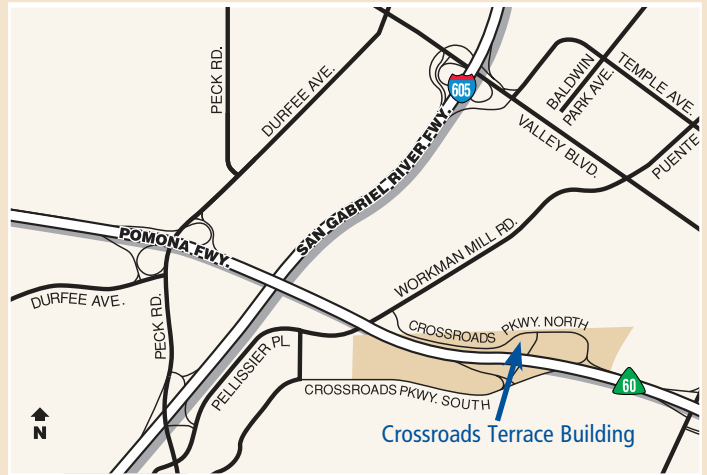 PECK RD.
DURFEE AVE.
605
BALDWIN
PARK AVE.
TEMPLE AVE.
VALLEY BLVD.
PUENTE
SAN GABRIEL RIVER FWY.
POMONA FWY.
WORKMAN MILL RD.
DURFEE AVE.
PECK RD.
PELLISSIER PL.
CROSSROADS PKWY. NORTH
CROSSROADS PKWY. SOUTH
60
N
Crossroads Terrace Building